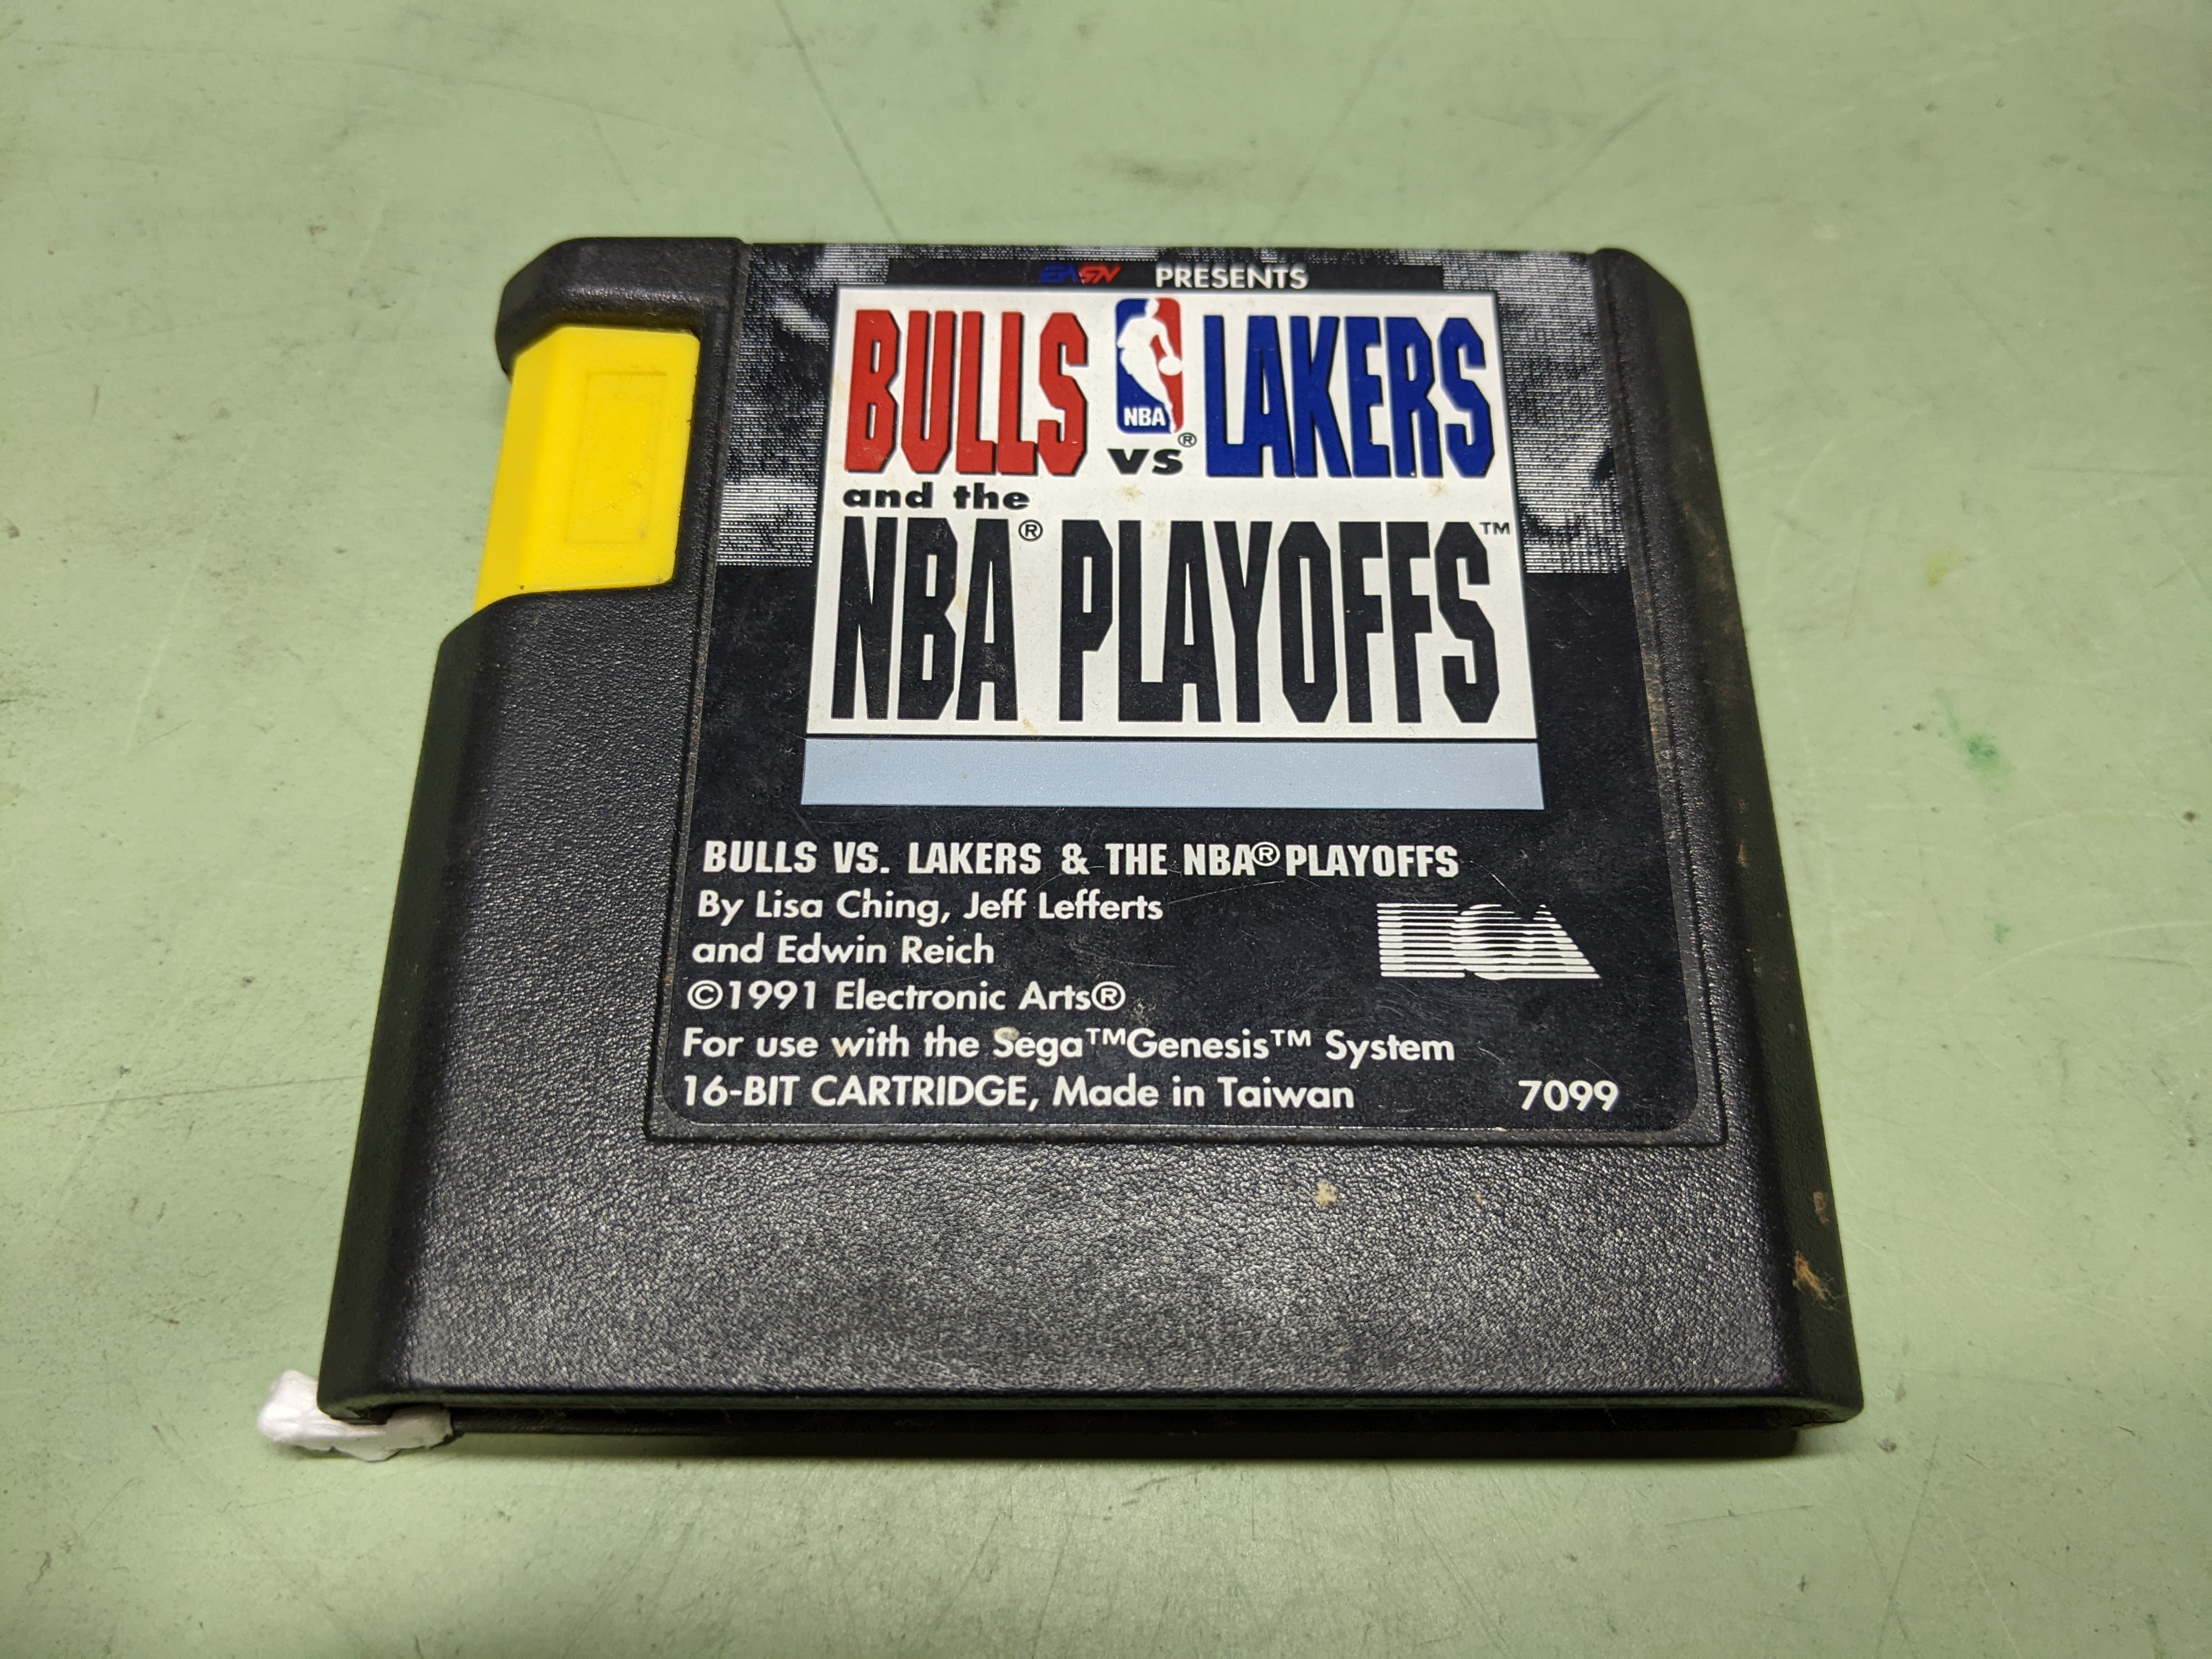 EASN PRESENTS
BULLS NBA® vs LAKERS
and the
NBA® PLAYOFFS™
BULLS VS. LAKERS & THE NBA® PLAYOFFS
By Lisa Ching, Jeff Lefferts
and Edwin Reich
©1991 Electronic Arts®
EOA
For use with the Sega™Genesis™ System
16-BIT CARTRIDGE, Made in Taiwan 7099